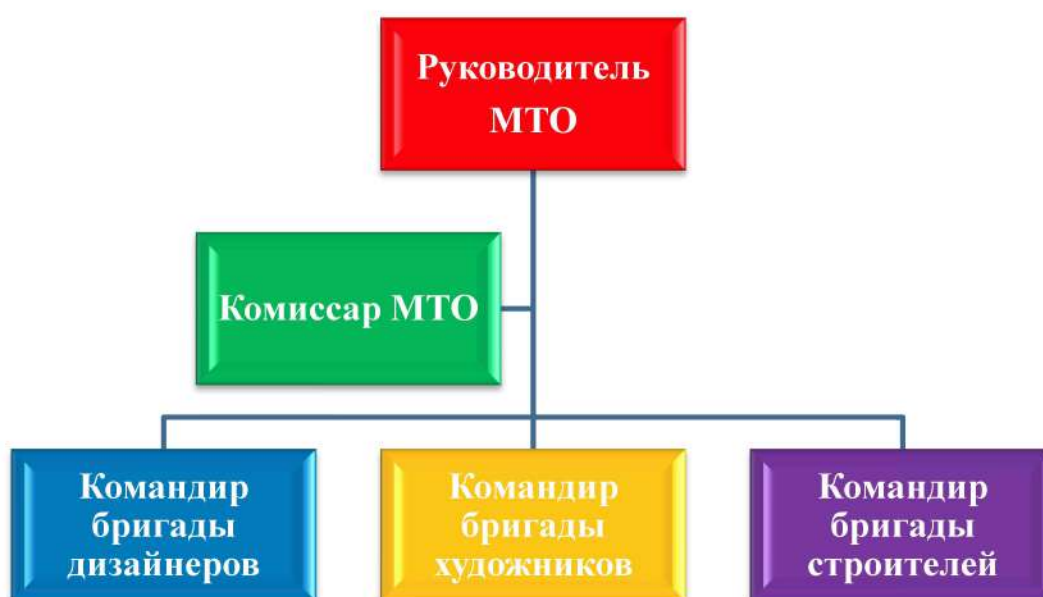 Руководитель
МТО
Комиссар МТО
Командир
бригады
дизайнеров
Командир
бригады
художников
Командир
бригады
строителей